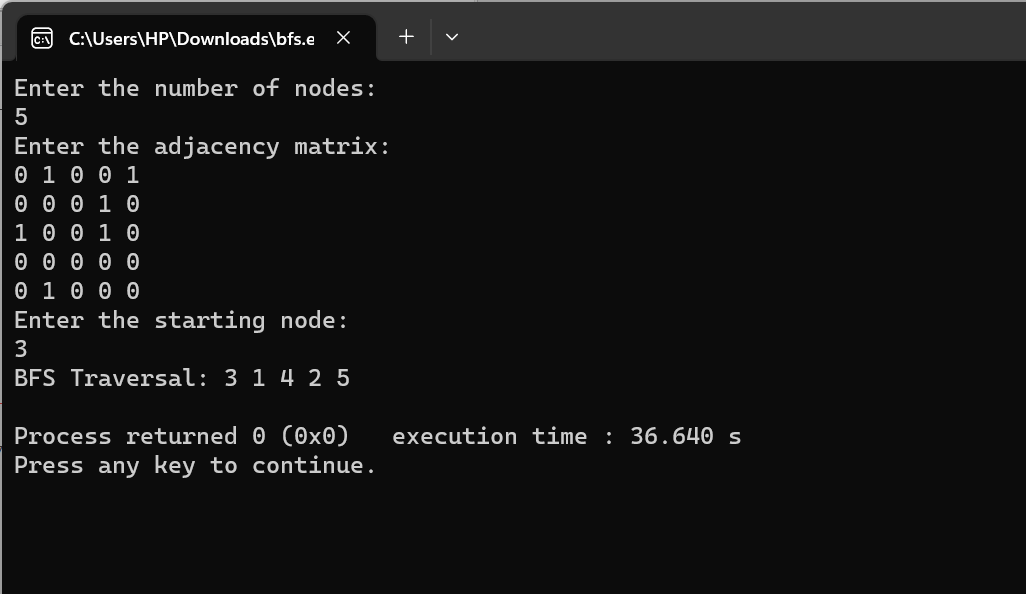 C:\Users\HP\Downloads\bfs.e
Enter the number of nodes:
5
Enter the adjacency matrix:
0 1 0 0 1
0 0 0 1 0
1 0 0 1 0
0 0 0 0 0
0 1 0 0 0
Enter the starting node:
3
BFS Traversal: 3 1 4 2 5
Process returned 0 (0x0)   execution time : 36.640 s
Press any key to continue.